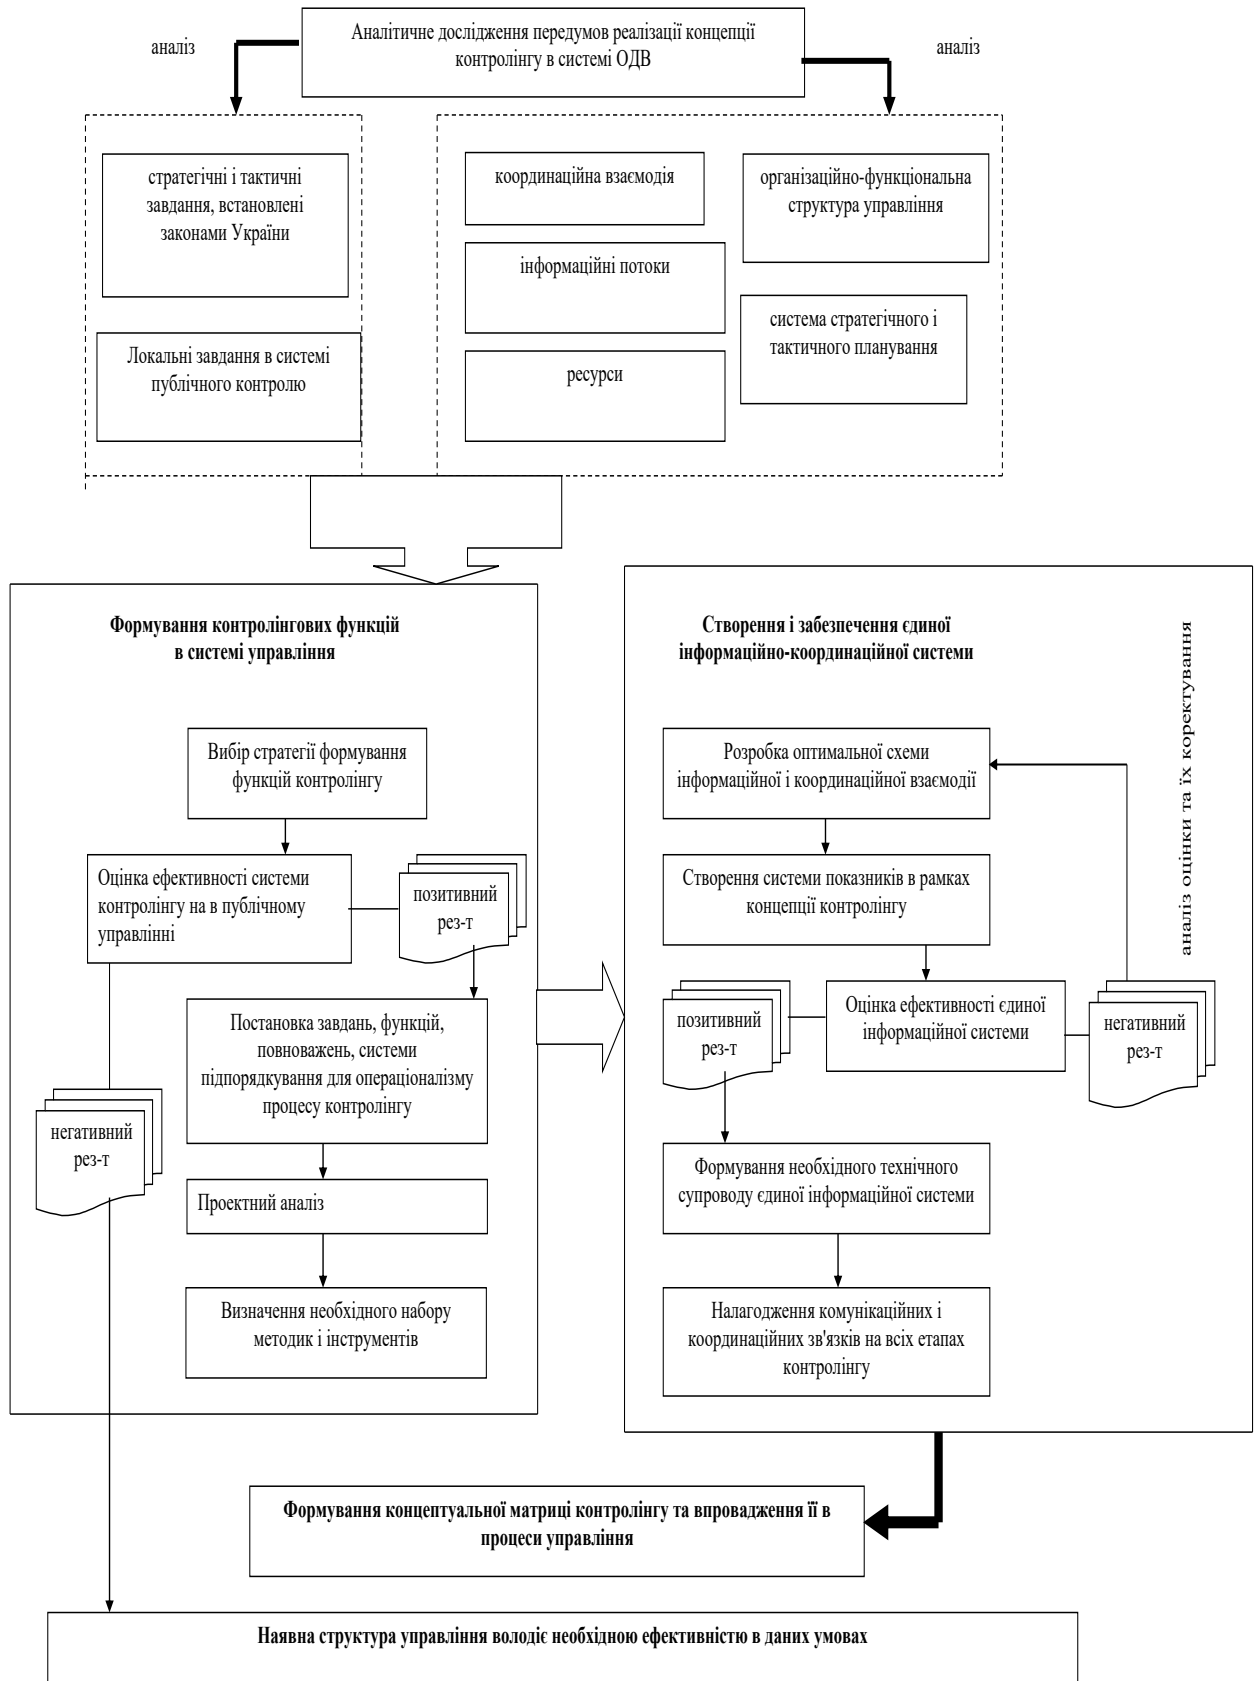 аналіз
Аналітичне дослідження передумов реалізації концепції
контролінгу в системі ОДВ
аналіз
стратегічні і тактичні
завдання, встановлені
законами України
Локальні завдання в системі
публічного контролю
координаційна взаємодія
інформаційні потоки
ресурси
організаційно-функціональна
структура управління
система стратегічного і
тактичного планування
Формування контролінгових функцій
в системі управління
Вибір стратегії формування
функцій контролінгу
Оцінка ефективності системи
контролінгу на в публічному
управлінні
позитивний
рез-т
Постановка завдань, функцій,
повноважень, системи
підпорядкування для операціоналізму
процесу контролінгу
негативний
рез-т
Проектний аналіз
Визначення необхідного набору
методик і інструментів
Створення і забезпечення єдиної
інформаційно-координаційної системи
аналіз оцінки та їх коректування
Розробка оптимальної схеми
інформаційної і координаційної взаємодії
Створення системи показників в рамках
концепції контролінгу
позитивний
рез-т
Оцінка ефективності єдиної
інформаційної системи
негативний
рез-т
Формування необхідного технічного
супроводу єдиної інформаційної системи
Налагодження комунікаційних і
координаційних зв'язків на всіх етапах
контролінгу
Формування концептуальної матриці контролінгу та впровадження її в
процеси управління
Наявна структура управління володіє необхідною ефективністю в даних умовах